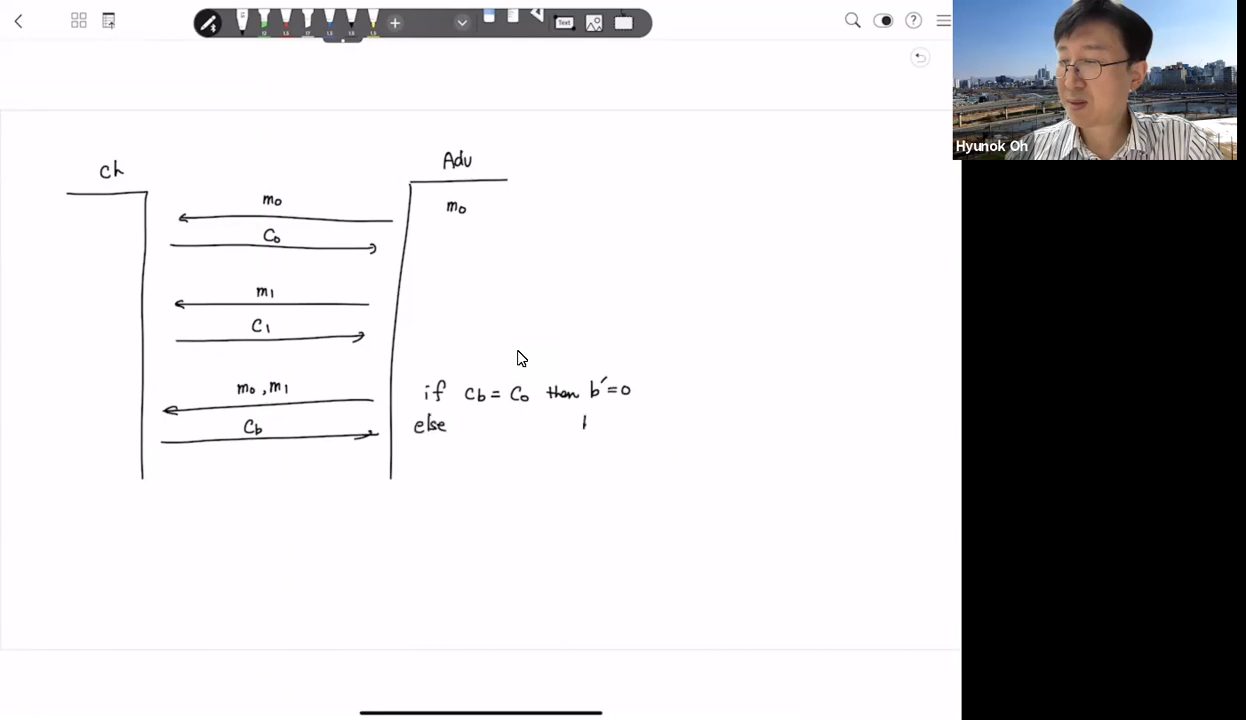 Text
Hyunok Oh
Ch
Adv
m₀
m₀
C₀
m₁
C₁
m₀, m₁
if Cb = C₀ then b'=0
Cb
else 1